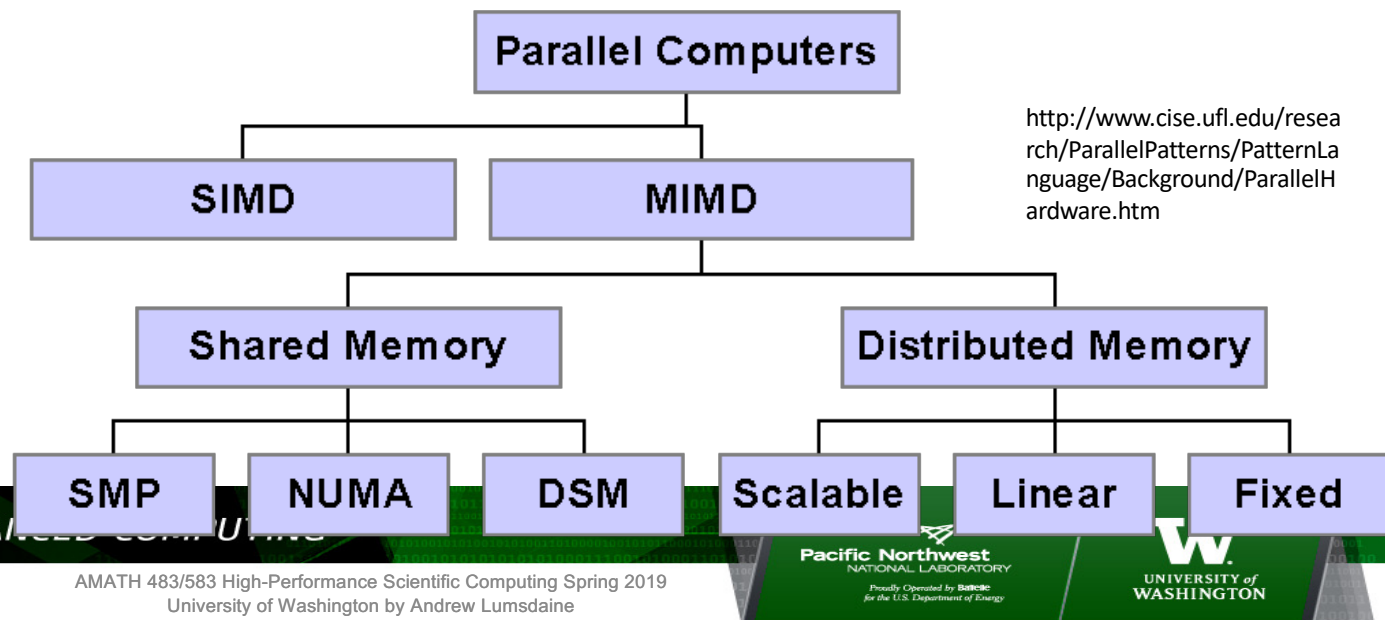 Parallel Computers
http://www.cise.ufl.edu/resea
rch/ParallelPatterns/PatternLa
nguage/Background/ParallelH
ardware.htm
SIMD
MIMD
Shared Memory
Distributed Memory
SMP
NUMA
DSM
Scalable
Linear
Fixed
COMPUTING
Pacific Northwest
NATIONAL LABORATORY
Proudly Operated by Battelle
for the U.S. Department of Energy
W
UNIVERSITY of
WASHINGTON
AMATH 483/583 High-Performance Scientific Computing Spring 2019
University of Washington by Andrew Lumsdaine